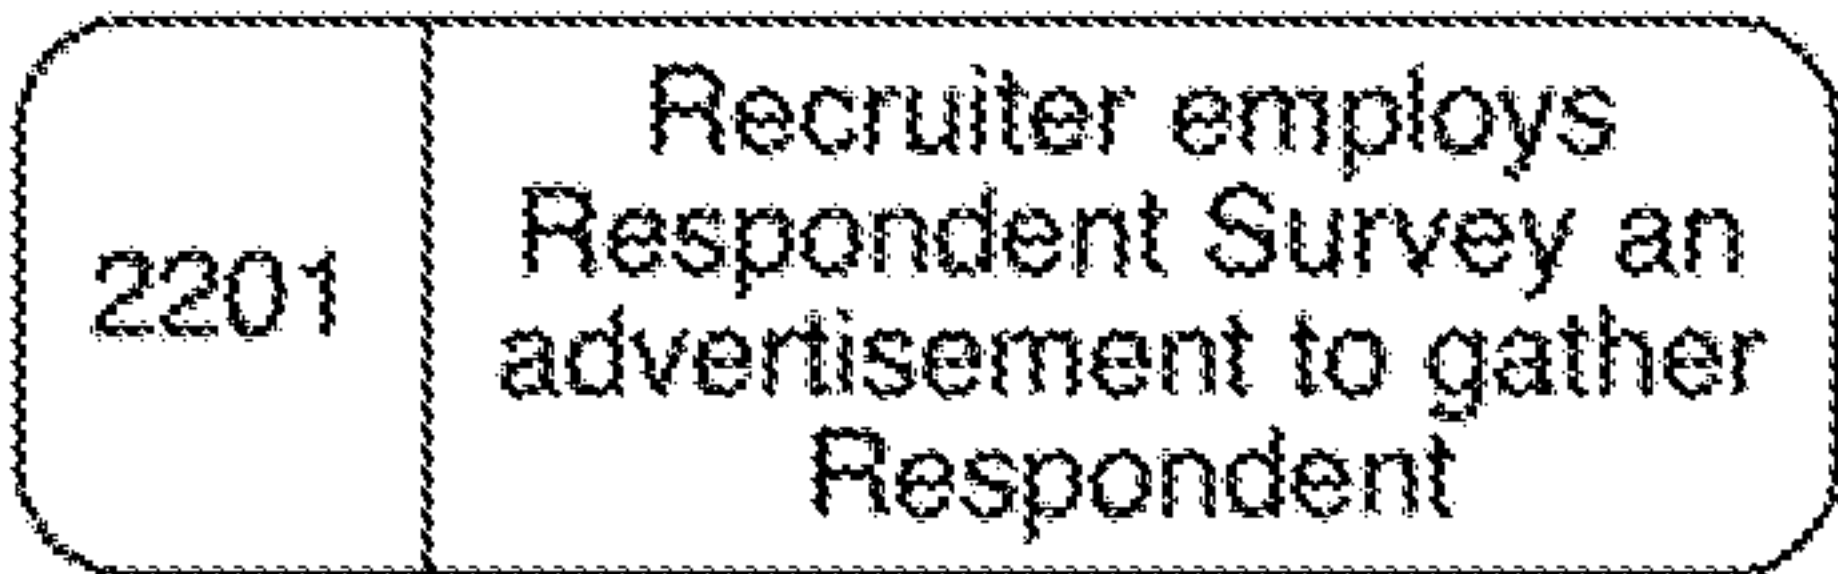 2201
Recruiter employs
Respondent Survey an
advertisement to gather
Respondent